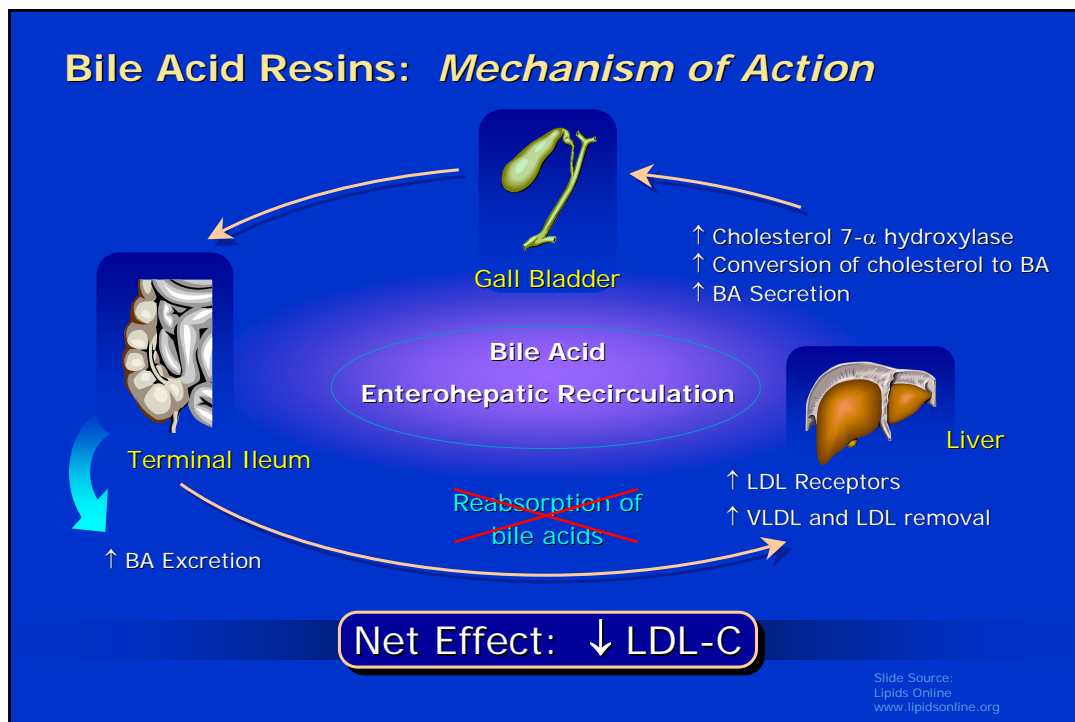 Bile Acid Resins: Mechanism of Action
Gall Bladder
↑ Cholesterol 7-α hydroxylase
↑ Conversion of cholesterol to BA
↑ BA Secretion
Bile Acid
Enterohepatic Recirculation
Liver
Terminal Ileum
↑ LDL Receptors
↑ VLDL and LDL removal
Reabsorption of
bile acids
↑ BA Excretion
Net Effect: ↓ LDL-C
Slide Source:
Lipids Online
www.lipidsonline.org